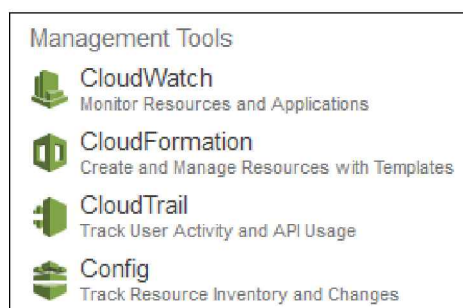 Management Tools
CloudWatch
Monitor Resources and Applications
CloudFormation
Create and Manage Resources with Templates
CloudTrail
Track User Activity and API Usage
Config
Track Resource Inventory and Changes